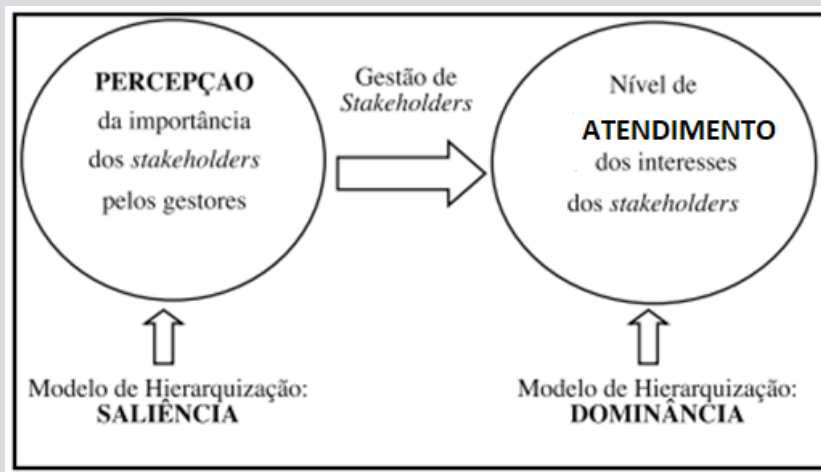 PERCEPÇAO
da importância
dos stakeholders
pelos gestores
Gestão de
Stakeholders
Nível de
ATENDIMENTO
dos interesses
dos stakeholders
Modelo de Hierarquização:
SALIÊNCIA
Modelo de Hierarquização:
DOMINÂNCIA